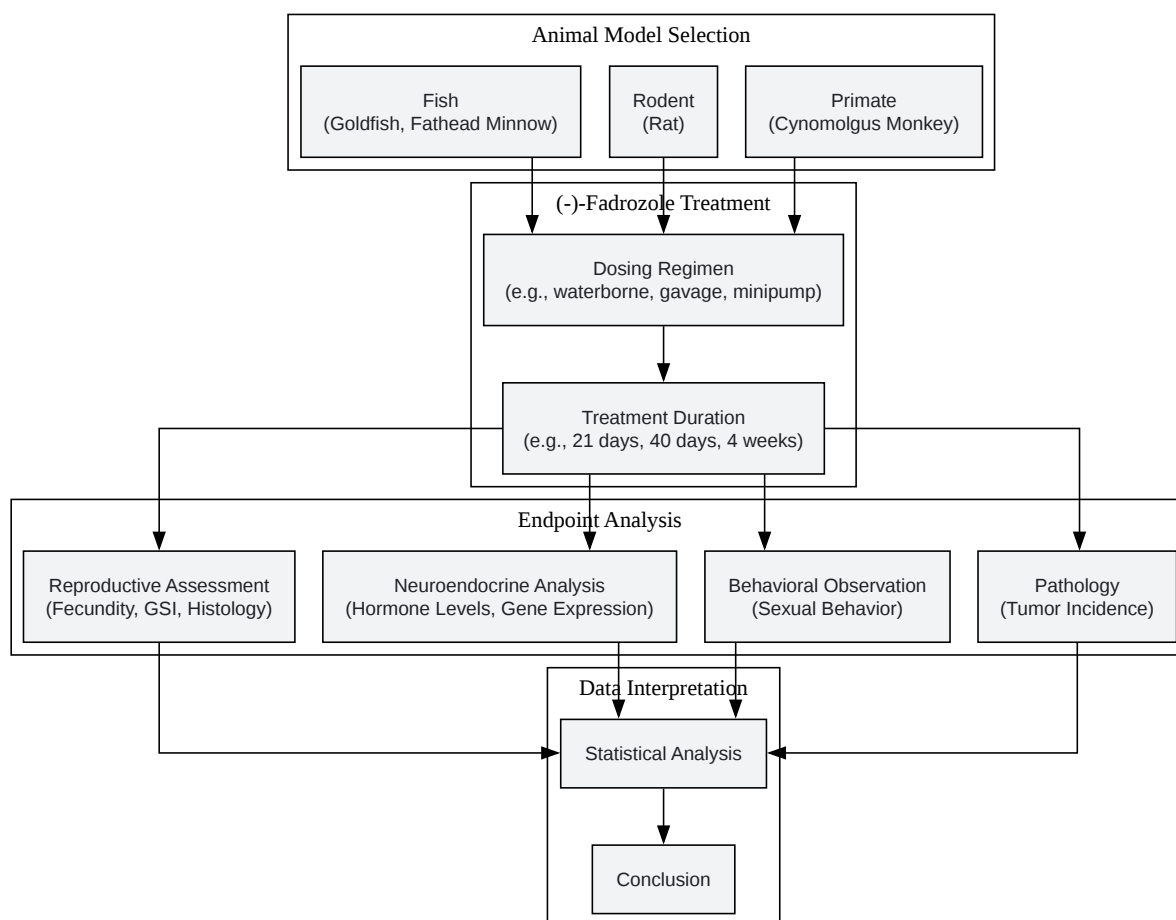 Animal Model Selection
Fish
(Goldfish, Fathead Minnow)
Rodent
(Rat)
Primate
(Cynomolgus Monkey)
(-)-Fadrozole Treatment
Dosing Regimen
(e.g., waterborne, gavage, minipump)
Treatment Duration
(e.g., 21 days, 40 days, 4 weeks)
Endpoint Analysis
Reproductive Assessment
(Fecundity, GSI, Histology)
Neuroendocrine Analysis
(Hormone Levels, Gene Expression)
Behavioral Observation
(Sexual Behavior)
Pathology
(Tumor Incidence)
Data Interpretation
Statistical Analysis
Conclusion